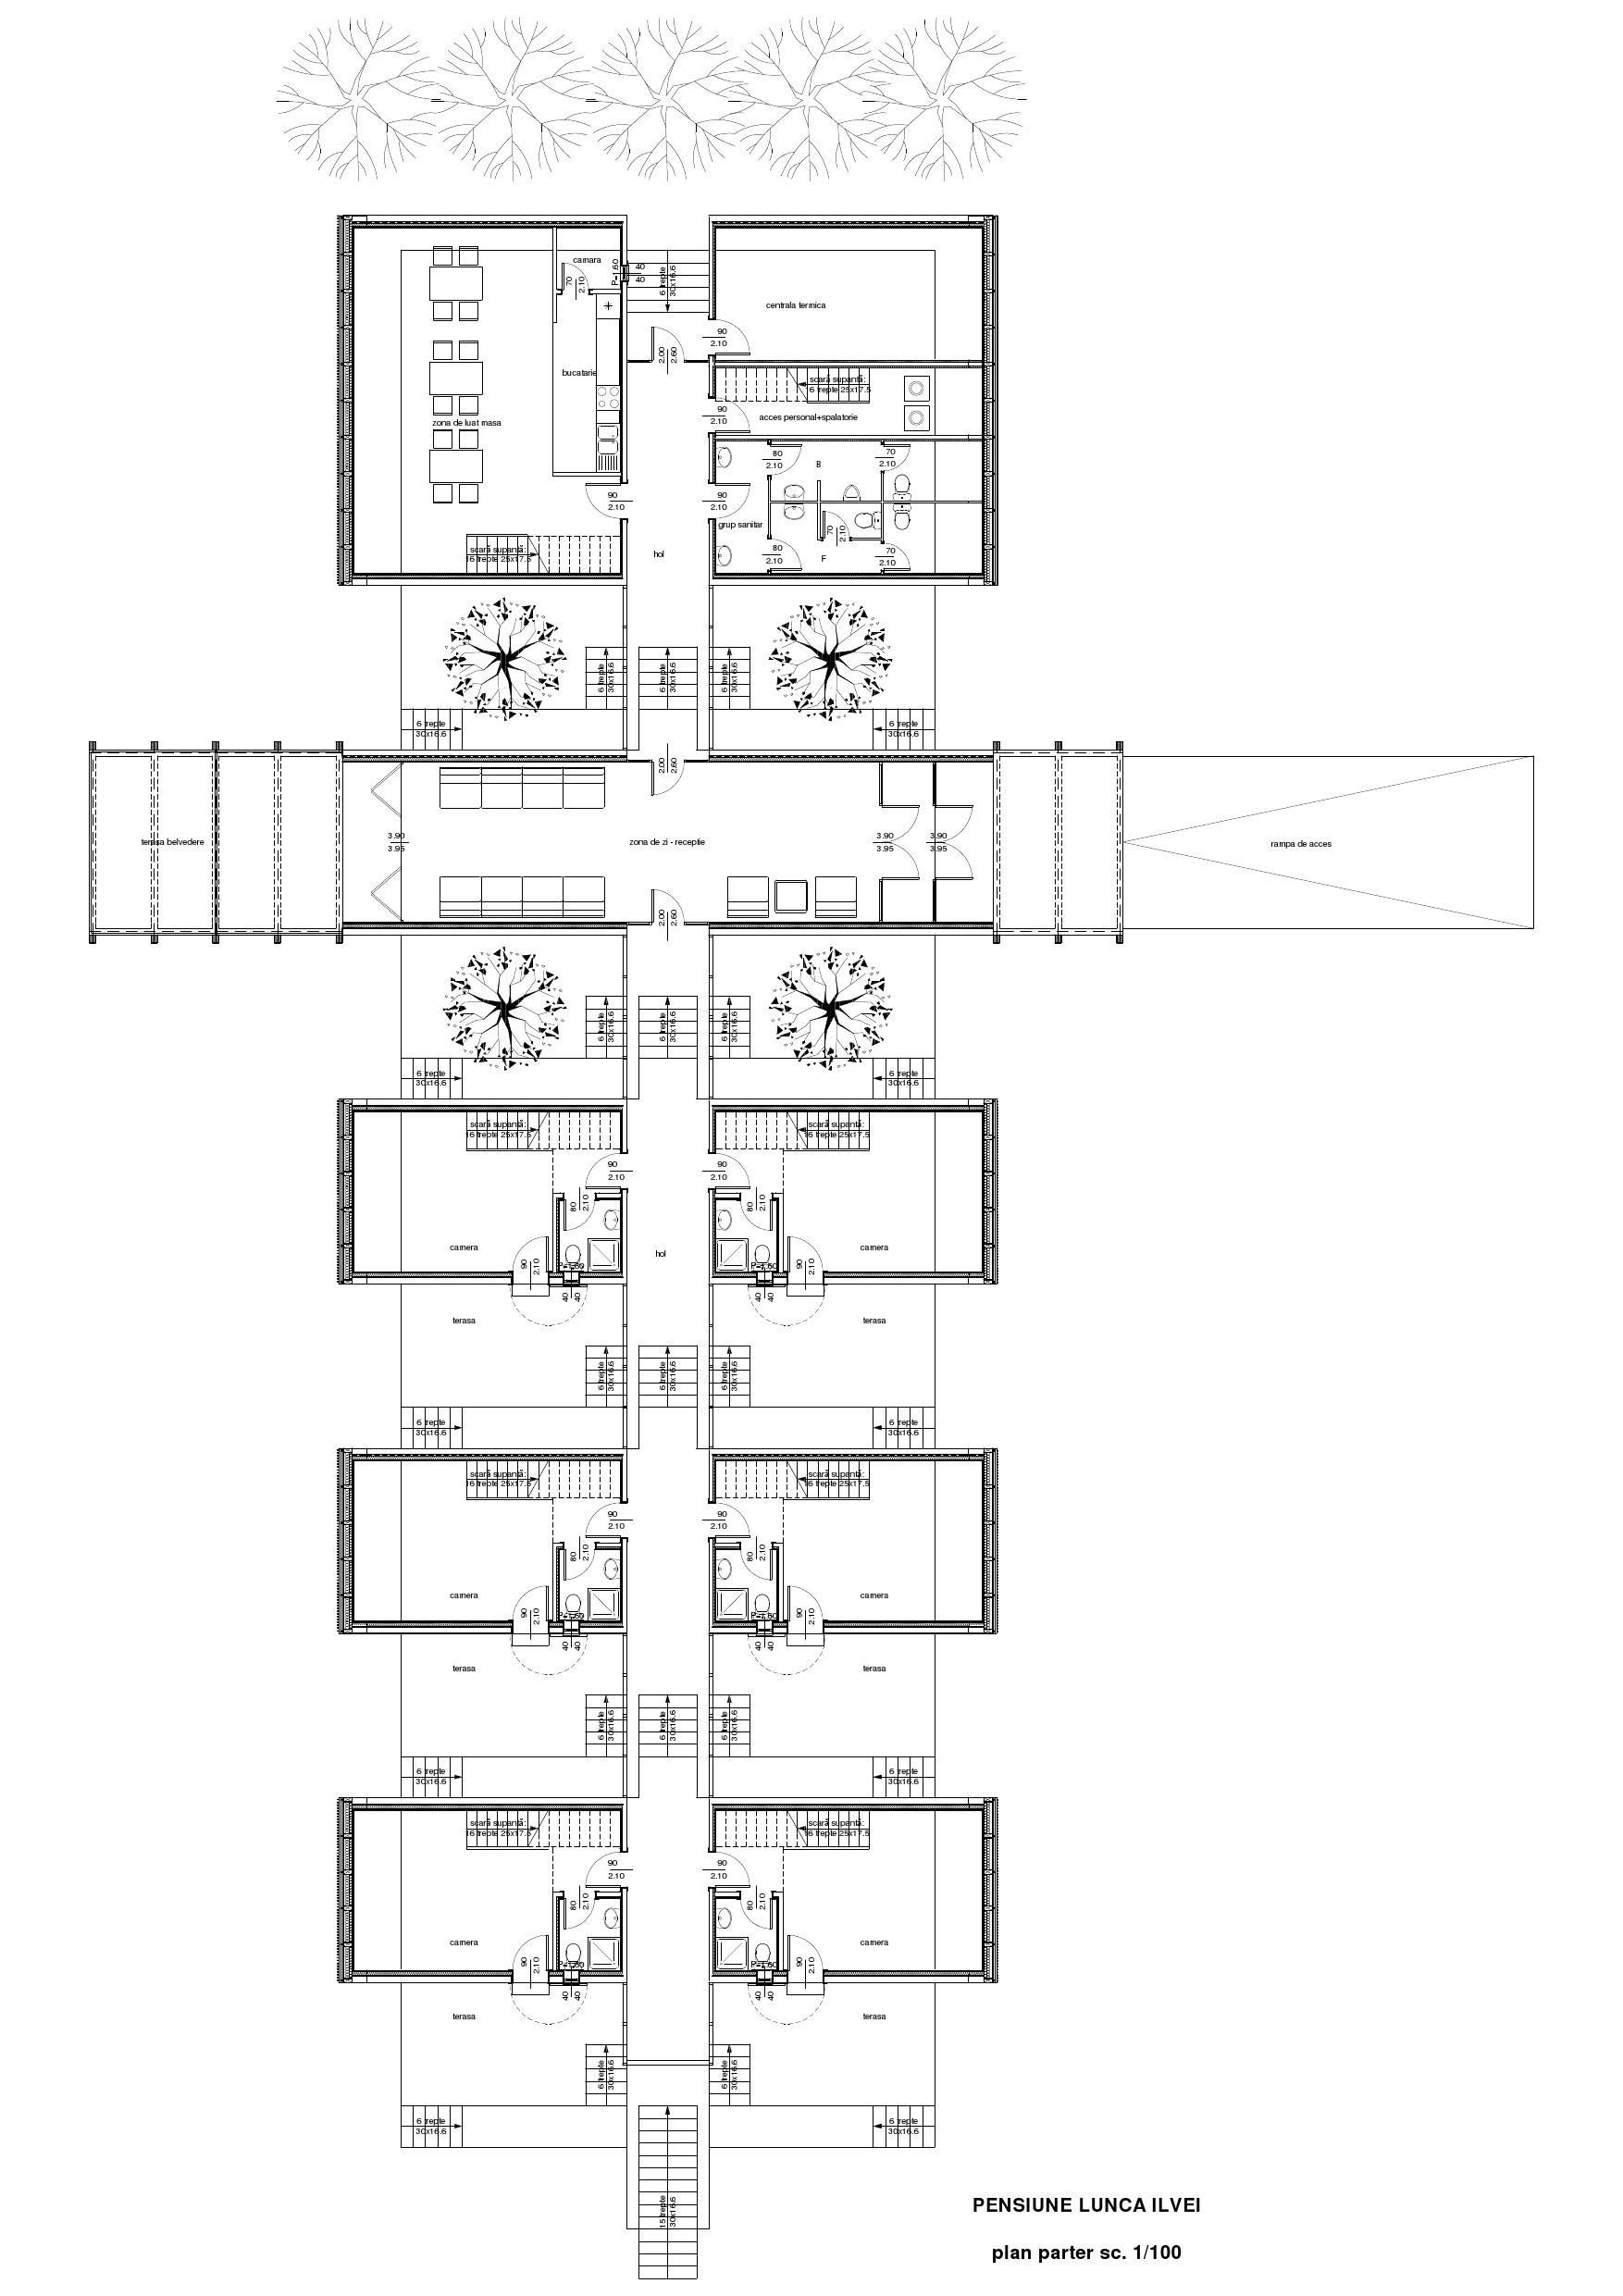 camara
70
2.10
P=1.60
40
40
6 trepte
30x16.6
centrala termica
90
2.10
2.00
2.60
bucatarie
scară supantă:
6 trepte 25x17.5
90
2.10
acces personal+spalatorie
zona de luat masa
80
2.10
B
70
2.10
90
2.10
90
2.10
grup sanitar
70
2.10
scară supantă:
16 trepte 25x17.5
hol
80
2.10
F
70
2.10
6 trepte
30x16.6
6 trepte
30x16.6
6 trepte
30x16.6
6 trepte
30x16.6
6 trepte
30x16.6
2.00
2.60
terasa belvedere
3.90
3.95
zona de zi - receptie
3.90
3.95
3.90
3.95
rampa de acces
2.00
2.60
6 trepte
30x16.6
6 trepte
30x16.6
6 trepte
30x16.6
6 trepte
30x16.6
6 trepte
30x16.6
scară supantă:
16 trepte 25x17.5
scară supantă:
16 trepte 25x17.5
90
2.10
90
2.10
80
2.10
80
2.10
camera
hol
camera
90
2.10
P=1.60
P=1.60
90
2.10
40
40
40
40
terasa
terasa
6 trepte
30x16.6
6 trepte
30x16.6
6 trepte
30x16.6
6 trepte
30x16.6
6 trepte
30x16.6
scară supantă:
16 trepte 25x17.5
scară supantă:
16 trepte 25x17.5
90
2.10
90
2.10
80
2.10
80
2.10
camera
camera
90
2.10
P=1.60
P=1.60
90
2.10
40
40
40
40
terasa
terasa
6 trepte
30x16.6
6 trepte
30x16.6
6 trepte
30x16.6
6 trepte
30x16.6
6 trepte
30x16.6
scară supantă:
16 trepte 25x17.5
scară supantă:
16 trepte 25x17.5
90
2.10
90
2.10
80
2.10
80
2.10
camera
camera
90
2.10
P=1.60
P=1.60
90
2.10
40
40
40
40
terasa
terasa
6 trepte
30x16.6
6 trepte
30x16.6
6 trepte
30x16.6
6 trepte
30x16.6
15 trepte
30x16.6
PENSIUNE LUNCA ILVEI
plan parter sc. 1/100